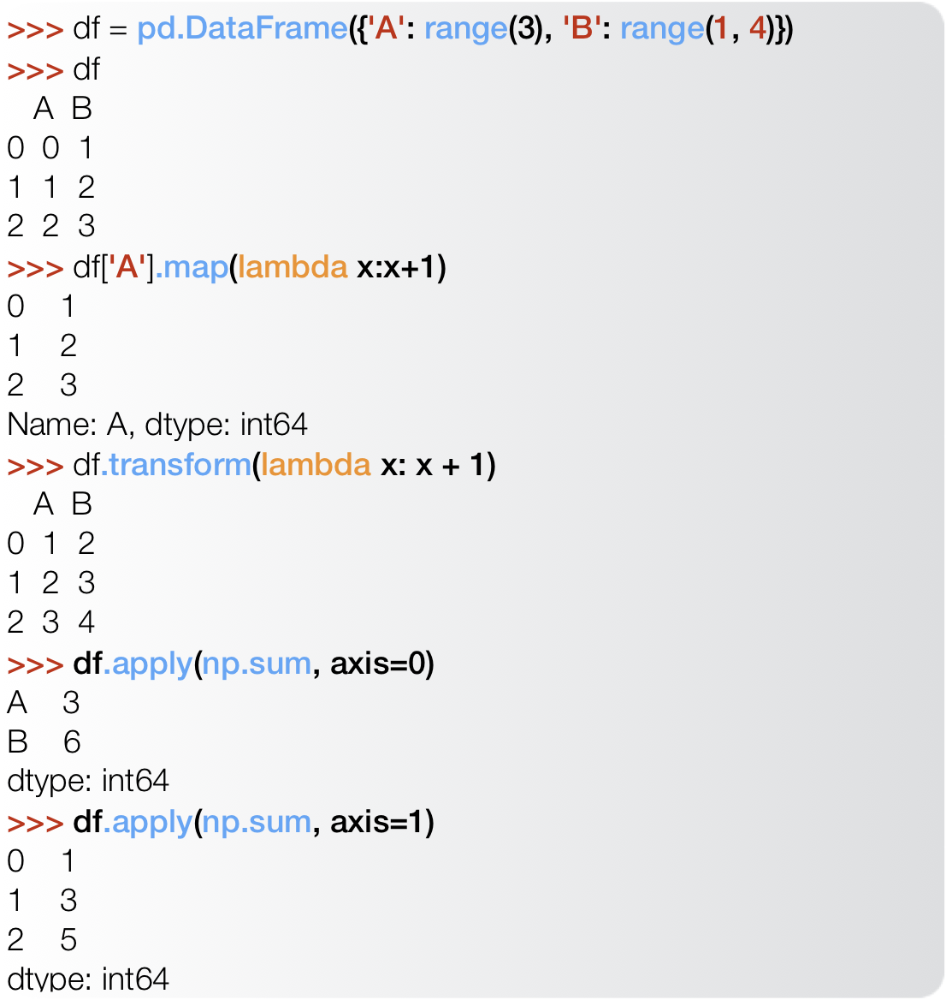 >>> df = pd.DataFrame({'A': range(3), 'B': range(1, 4)})
>>> df
   A  B
0  0  1
1  1  2
2  2  3
>>> df['A'].map(lambda x:x+1)
0    1
1    2
2    3
Name: A, dtype: int64
>>> df.transform(lambda x: x + 1)
   A  B
0  1  2
1  2  3
2  3  4
>>> df.apply(np.sum, axis=0)
A    3
B    6
dtype: int64
>>> df.apply(np.sum, axis=1)
0    1
1    3
2    5
dtype: int64